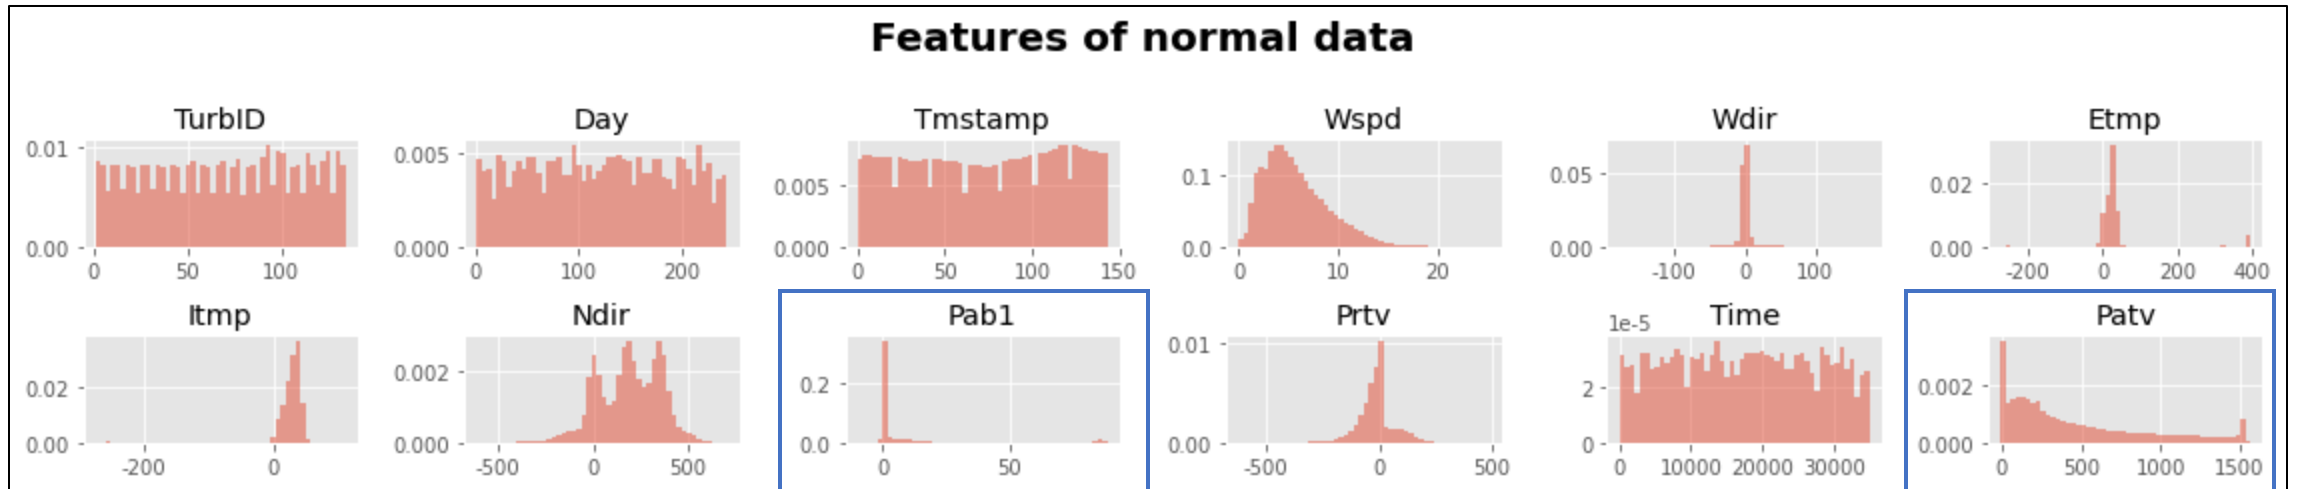 Features of normal data
TurbID Day Tmstamp Wspd Wdir Etmp
0.01 0.005 0.005 0.1 0.05 0.02
0.00 0.000 0.000 0.0 0.00 0.00
0 50 100 0 100 200 0 50 100 150 0 10 20 -100 0 100 -200 0 200 400
Itmp Ndir Pab1 Prtv 1e-5 Time Patv
0.02 0.002 0.2 0.01 2 0.002
0.00 0.000 0.0 0.00 0 0.000
-200 0 -500 0 500 0 50 -500 0 500 0 10000 20000 30000 0 500 1000 1500